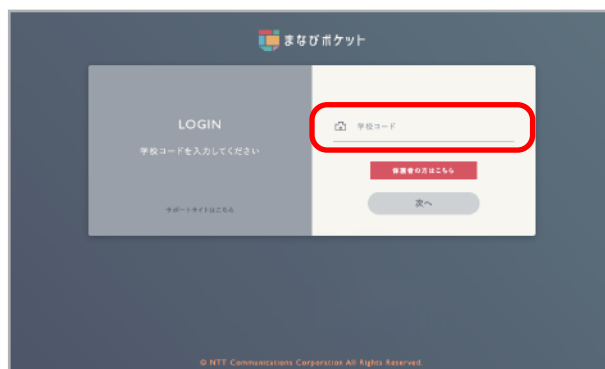 まなびポケット
LOGIN
学校コードを入力してください
サポートサイトはこちら
学校コード
保護者の方はこちら
次へ
© NTT Communications Corporation All Rights Reserved.